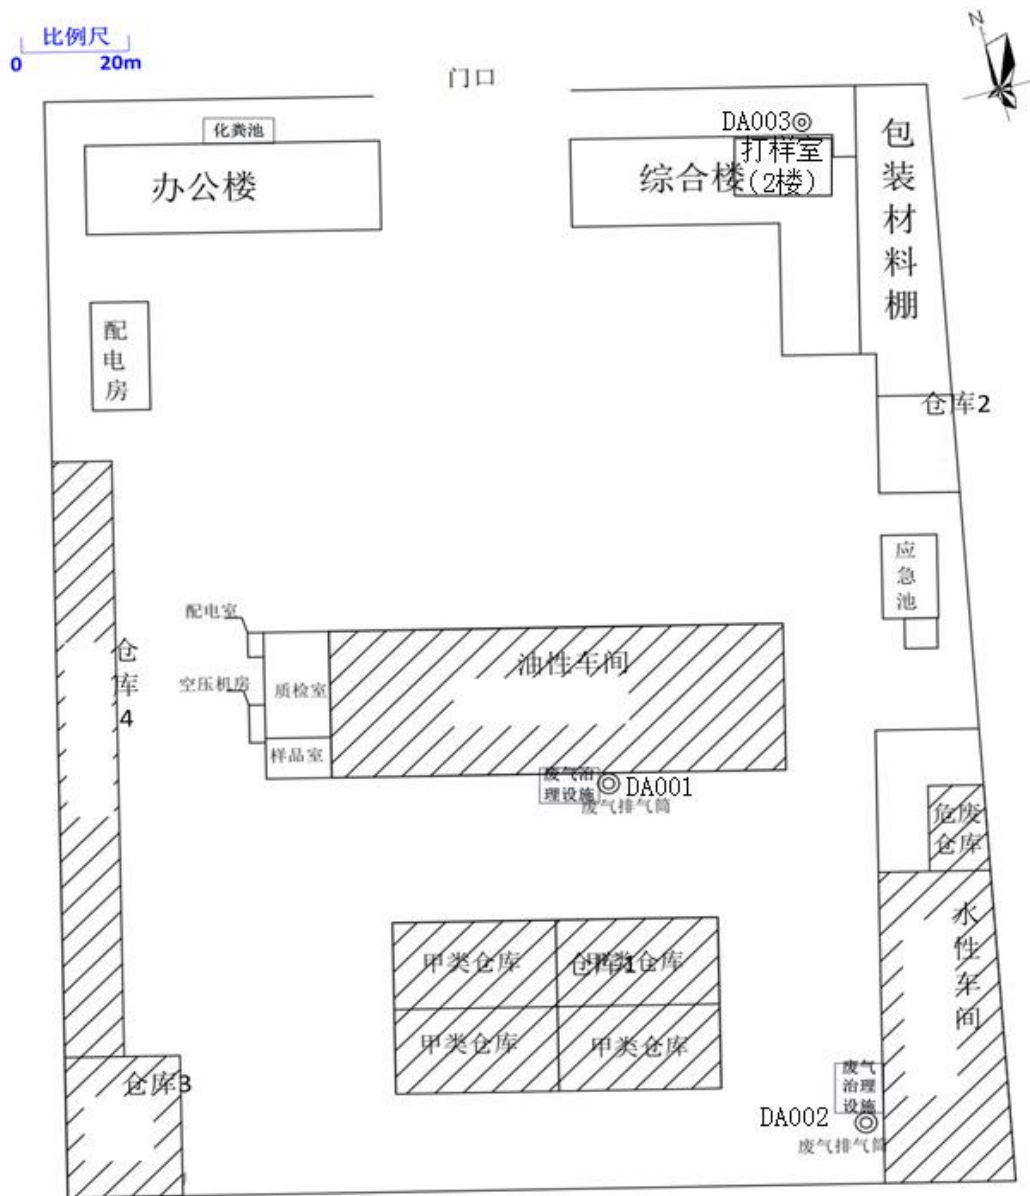 比例尺
0 20m
N
门口
化粪池
办公楼
DA003
综合楼
打样室
(2楼)
包装材料棚
配电房
仓库2
应急池
配电室
空压机房
质检室
样品室
油性车间
仓库4
废气治
理设施
DA001
废气排气筒
危废
仓库
水性车间
甲类仓库
甲类仓库
仓库1
甲类仓库
甲类仓库
仓库3
废气
治理
设施
DA002
废气排气筒